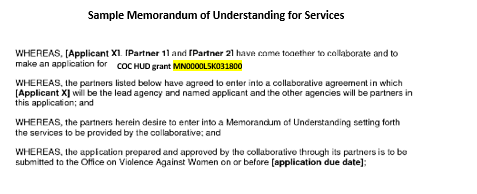 Sample Memorandum of Understanding for Services
WHEREAS, [Applicant X], [Partner 1] and [Partner 2] have come together to collaborate and to
make an application for COC HUD grant MN0000L5K031800
WHEREAS, the partners listed below have agreed to enter into a collaborative agreement in which
[Applicant X] will be the lead agency and named applicant and the other agencies will be partners in
this application; and
WHEREAS, the partners herein desire to enter into a Memorandum of Understanding setting forth
the services to be provided by the collaborative; and
WHEREAS, the application prepared and approved by the collaborative through its partners is to be
submitted to the Office on Violence Against Women on or before [application due date];